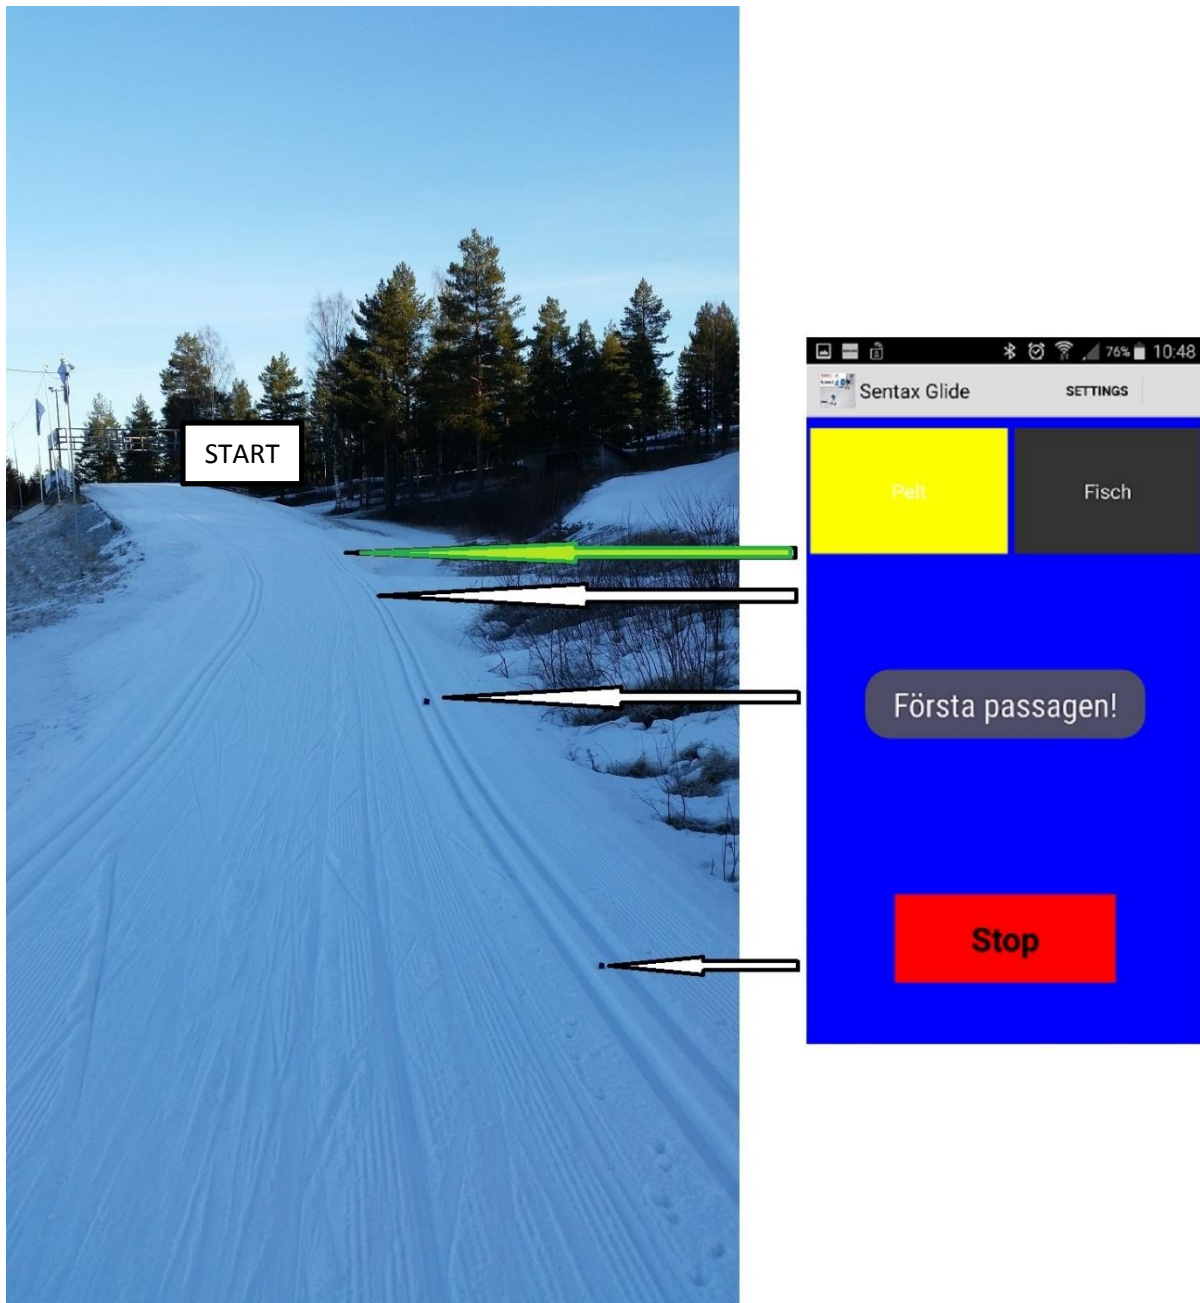 START
76% 10:48
Sentax Glide SETTINGS
Pelt Fisch
Första passagen!
Stop